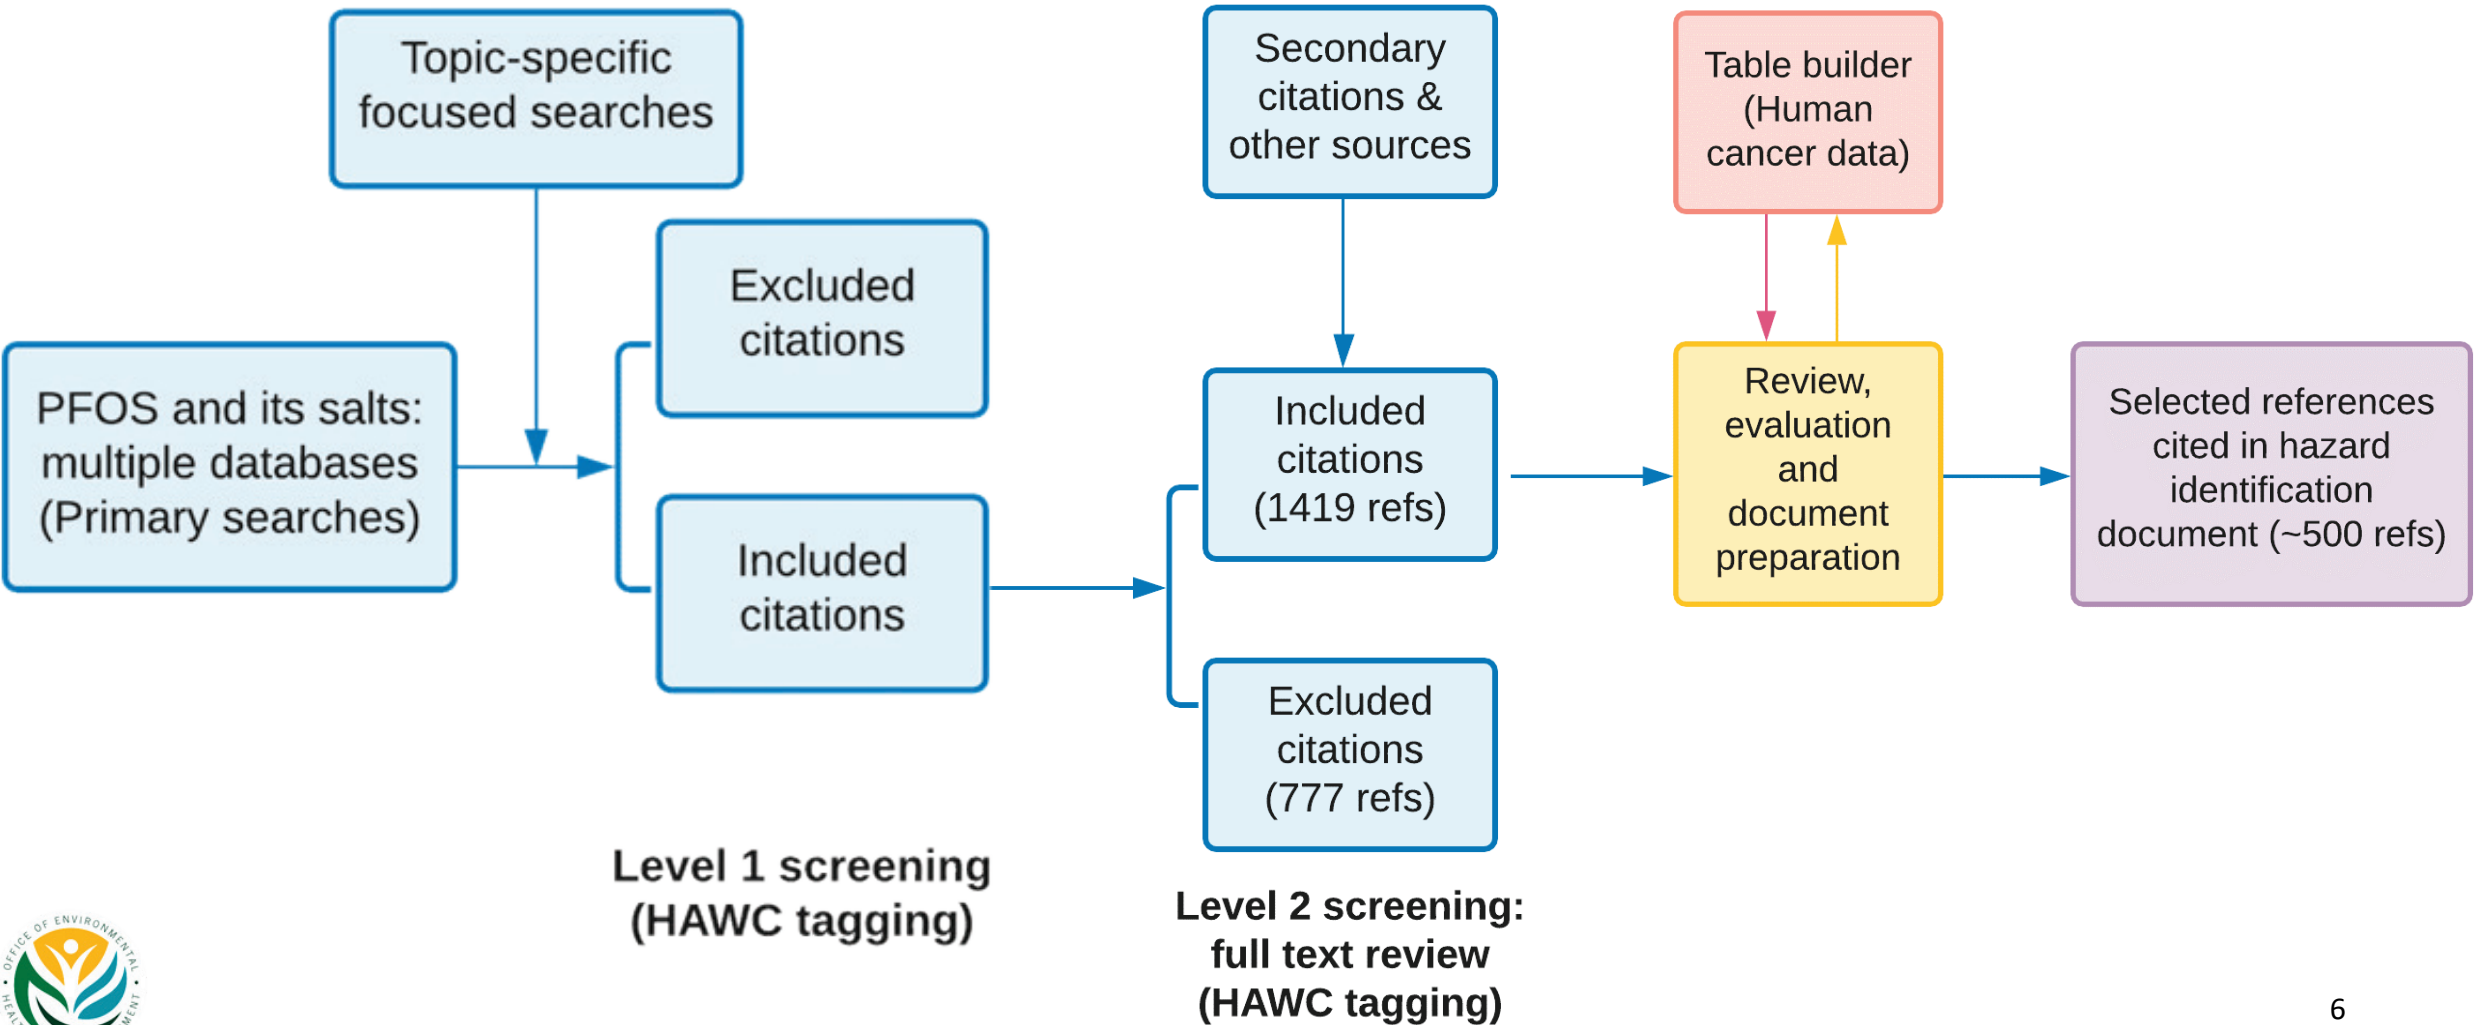 Topic-specific
focused searches
Secondary
citations &
other sources
Table builder
(Human
cancer data)
Excluded
citations
PFOS and its salts:
multiple databases
(Primary searches)
Included
citations
Included
citations
(1419 refs)
Review,
evaluation
and
document
preparation
Selected references
cited in hazard
identification
document (~500 refs)
Excluded
citations
(777 refs)
Level 1 screening
(HAWC tagging)
Level 2 screening:
full text review
(HAWC tagging)
OFFICE OF ENVIRONMENTAL
6